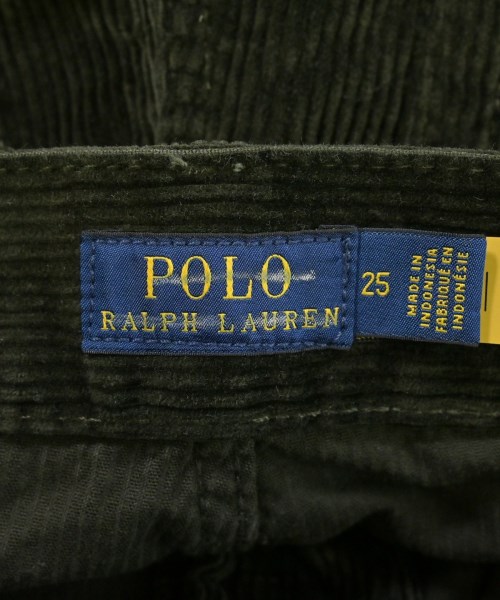 POLO
RALPH LAUREN
25
MADE IN
INDONESIA
FABRIQUÉ EN
INDONÉSIE